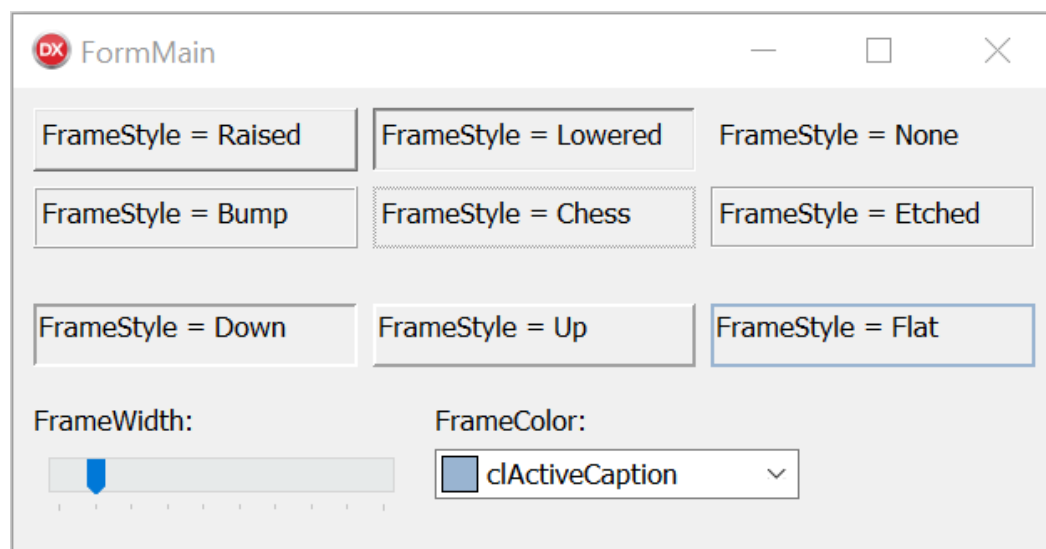 DX FormMain
FrameStyle = Raised
FrameStyle = Lowered
FrameStyle = None
FrameStyle = Bump
FrameStyle = Chess
FrameStyle = Etched
FrameStyle = Down
FrameStyle = Up
FrameStyle = Flat
FrameWidth:
FrameColor:
clActiveCaption